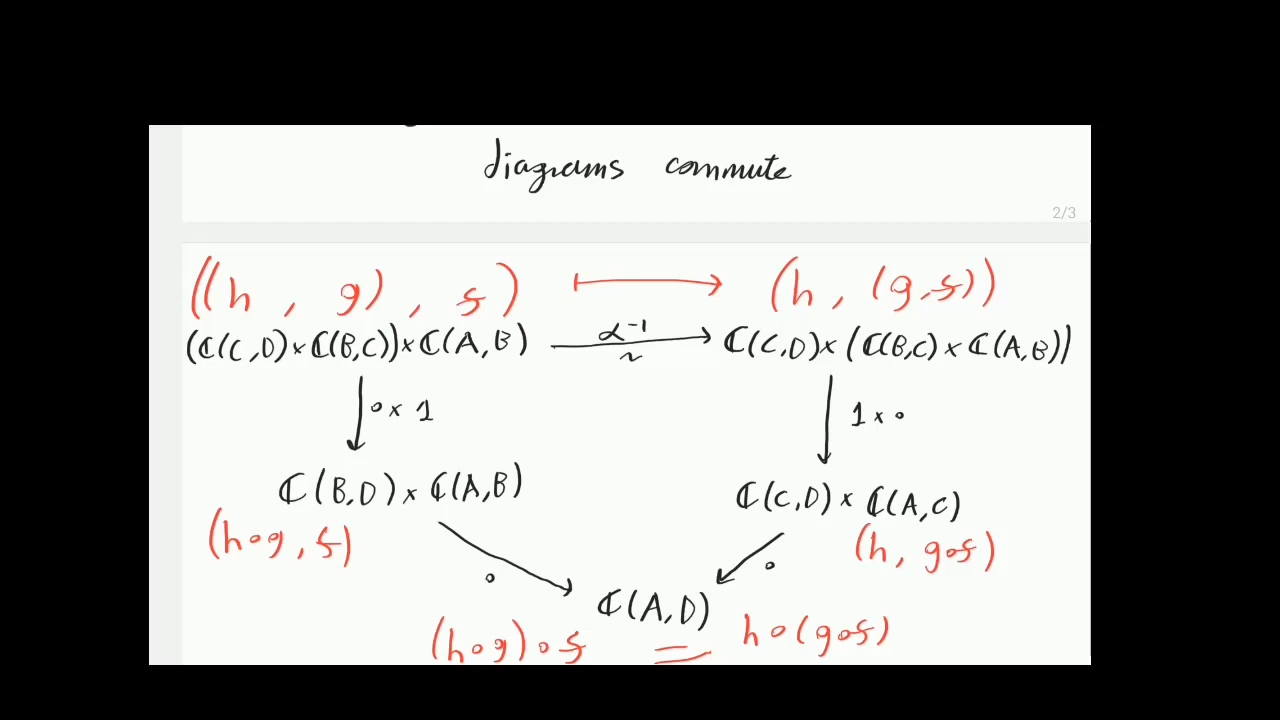 diagrams commute
2/3
((h , g) , f) ⟼ (h , (g,f))
(ℂ(C,D)×ℂ(B,C))×ℂ(A,B) α⁻¹ ~ ℂ(C,D)×(ℂ(B,C)×ℂ(A,B))
∘×1 1×∘
ℂ(B,D)×ℂ(A,B) ℂ(C,D)×ℂ(A,C)
(h∘g,f) (h, g∘f)
∘ ∘
ℂ(A,D)
(h∘g)∘f = h∘(g∘f)